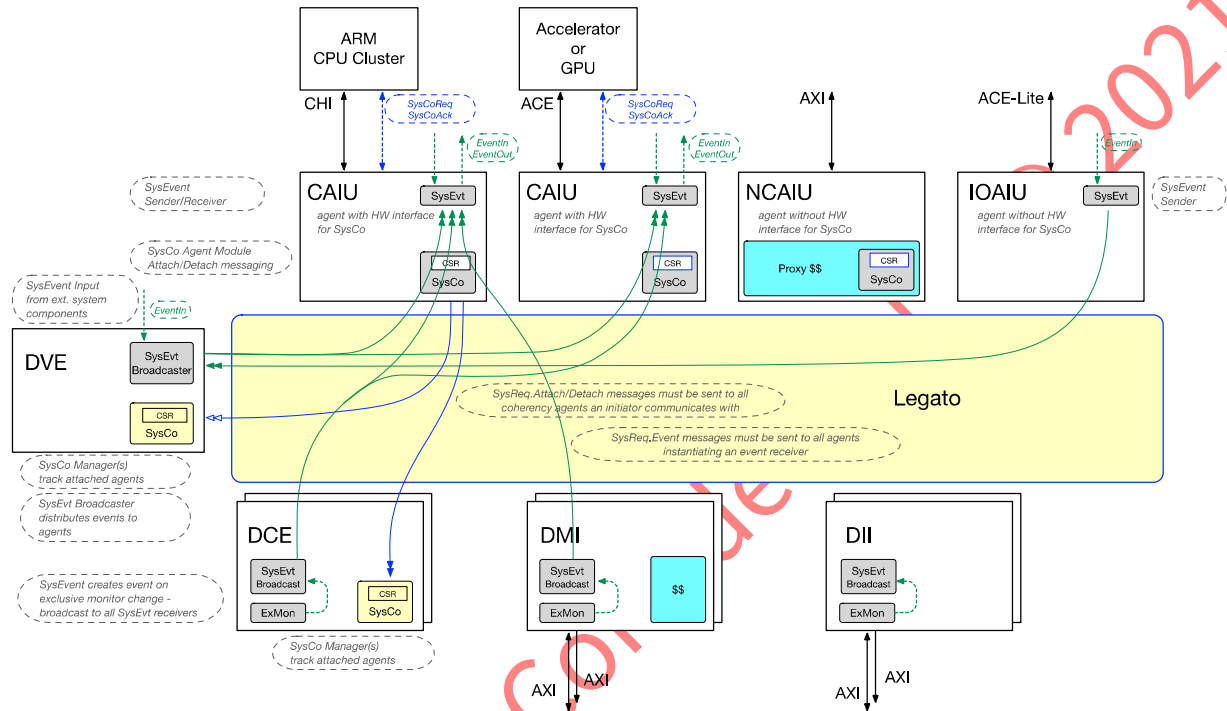 ARM
CPU Cluster
Accelerator
or
GPU
CHI
SysCoReq
SysCoAck
ACE
SysCoReq
SysCoAck
AXI
ACE-Lite
2021
EventIn
EventOut
EventIn
EventOut
EventIn
SysEvent
Sender/Receiver
CAIU
SysEvt
agent with HW interface
for SysCo
CSR
SysCo
CAIU
SysEvt
agent with HW
interface for SysCo
CSR
SysCo
NCAIU
agent without HW
interface for SysCo
Proxy $$
CSR
SysCo
IOAIU
SysEvt
agent without HW
interface for SysCo
SysEvent
Sender
SysCo Agent Module
Attach/Detach messaging
SysEvent Input
from ext. system
components
EventIn
DVE
SysEvt
Broadcaster
CSR
SysCo
Legato
SysReq.Attach/Detach messages must be sent to all
coherency agents an initiator communicates with
SysReq.Event messages must be sent to all agents
instantiating an event receiver
SysCo Manager(s)
track attached agents
SysEvt Broadcaster
distributes events to
agents
SysEvent creates event on
exclusive monitor change -
broadcast to all SysEvt receivers
DCE
SysEvt
Broadcast
ExMon
CSR
SysCo
SysCo Manager(s)
track attached agents
DMI
SysEvt
Broadcast
ExMon
$$
AXI
AXI
DII
SysEvt
Broadcast
ExMon
AXI
AXI